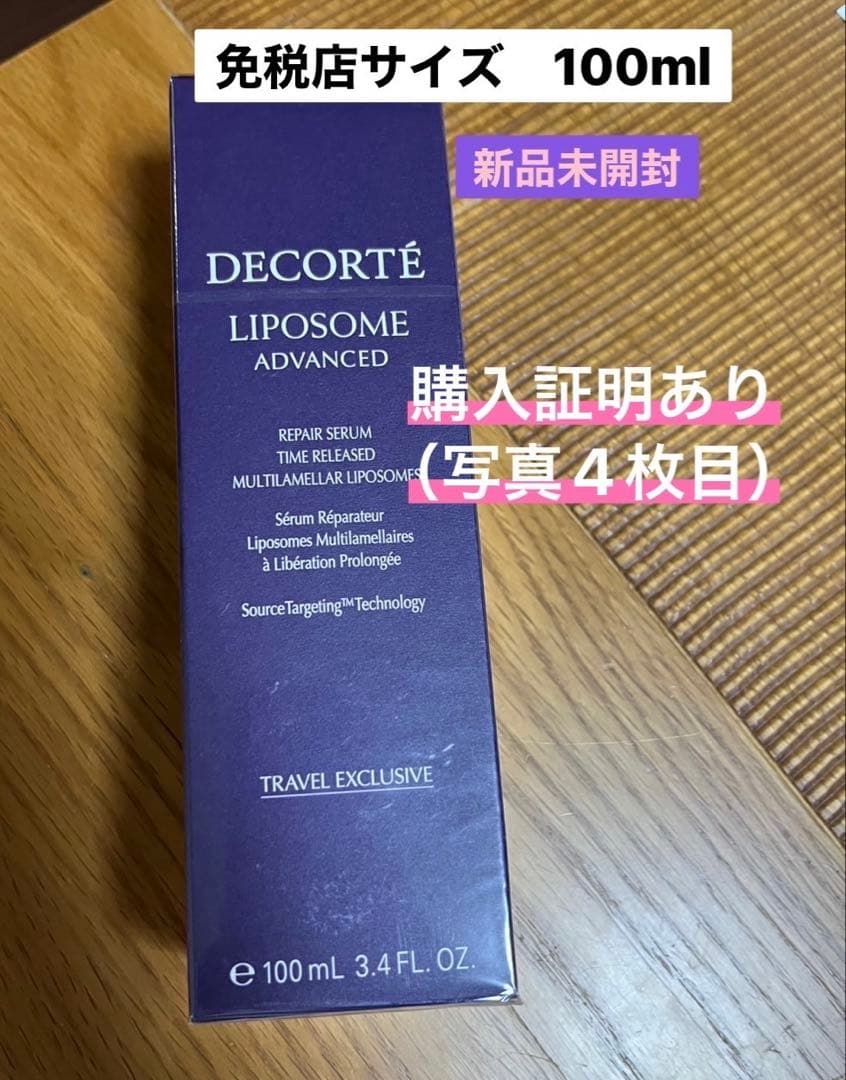 免税店サイズ　100ml
新品未開封
DECORTÉ
LIPOSOME
ADVANCED
購入証明あり
（写真４枚目）
REPAIR SERUM
TIME RELEASED
MULTILAMELLAR LIPOSOMES
Sérum Réparateur
Liposomes Multilamellaires
à Libération Prolongée
SourceTargeting™Technology
TRAVEL EXCLUSIVE
℮ 100 mL 3.4 FL. OZ.